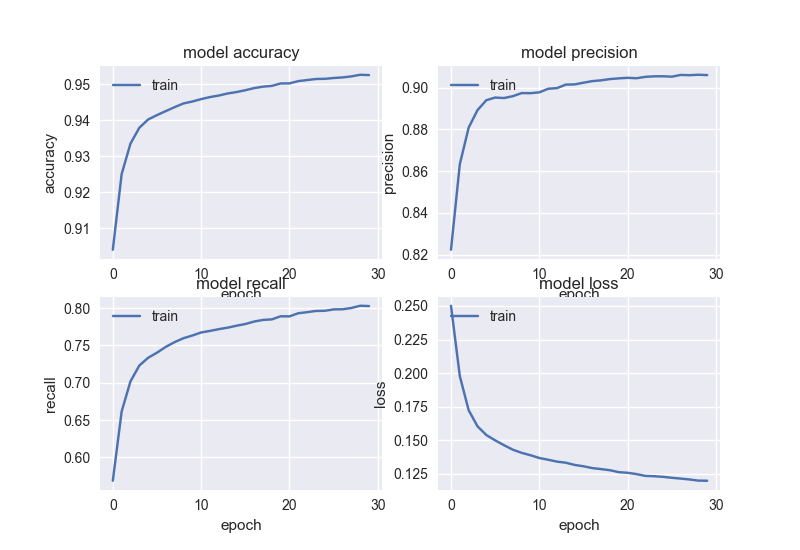 model accuracy
train
0.95
0.94
0.93
0.92
0.91
accuracy
0
10
20
30
epoch
model precision
train
0.90
0.88
0.86
0.84
0.82
precision
0
10
20
30
epoch
model recall
train
0.80
0.75
0.70
0.65
0.60
recall
0
10
20
30
epoch
model loss
train
0.250
0.225
0.200
0.175
0.150
0.125
loss
0
10
20
30
epoch